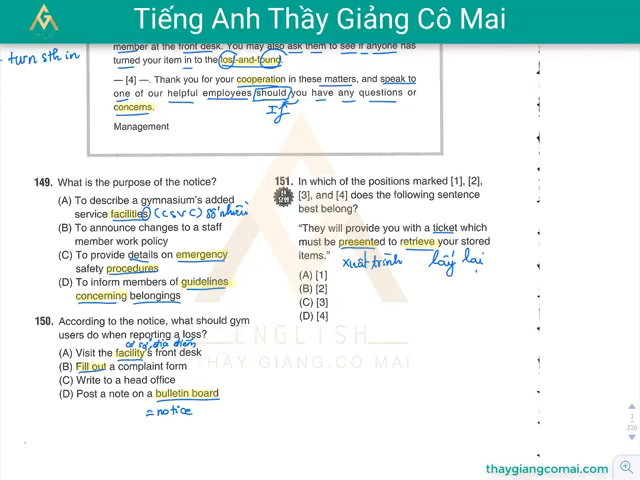 Tiếng Anh Thầy Giảng Cô Mai
member at the front desk. You may also ask them to see if anyone has
turned your item in to the lost-and-found.
- turn sth in
— [4] —. Thank you for your cooperation in these matters, and speak to
one of our helpful employees should you have any questions or
concerns.
If
Management
149. What is the purpose of the notice?
(A) To describe a gymnasium's added
service facilities (CSVC) số nhiều
(B) To announce changes to a staff
member work policy
(C) To provide details on emergency
safety procedures
(D) To inform members of guidelines
concerning belongings
150. According to the notice, what should gym
users do when reporting a loss?
cơ sở, địa điểm
(A) Visit the facility's front desk
(B) Fill out a complaint form
(C) Write to a head office
(D) Post a note on a bulletin board
= notice
151. In which of the positions marked [1], [2],
[3], and [4] does the following sentence
best belong?
"They will provide you with a ticket which
must be presented to retrieve your stored
items."
xuất trình lấy lại
(A) [1]
(B) [2]
(C) [3]
(D) [4]
ENGLISH
THẦY GIẢNG.CÔ MAI
3
220
thaygiangcomai.com